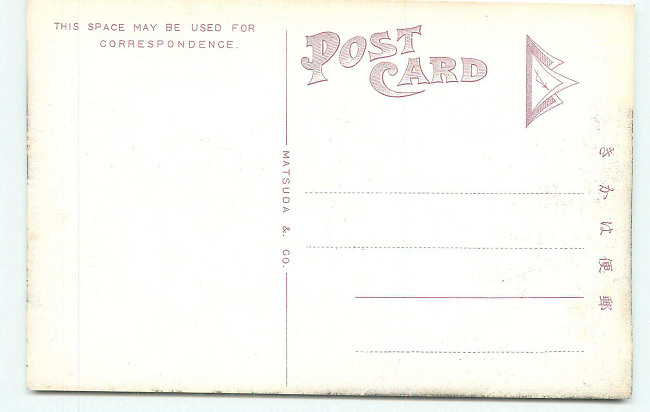 THIS SPACE MAY BE USED FOR
CORRESPONDENCE.
POST
CARD
MATSUDA &. CO.
きかは便郵